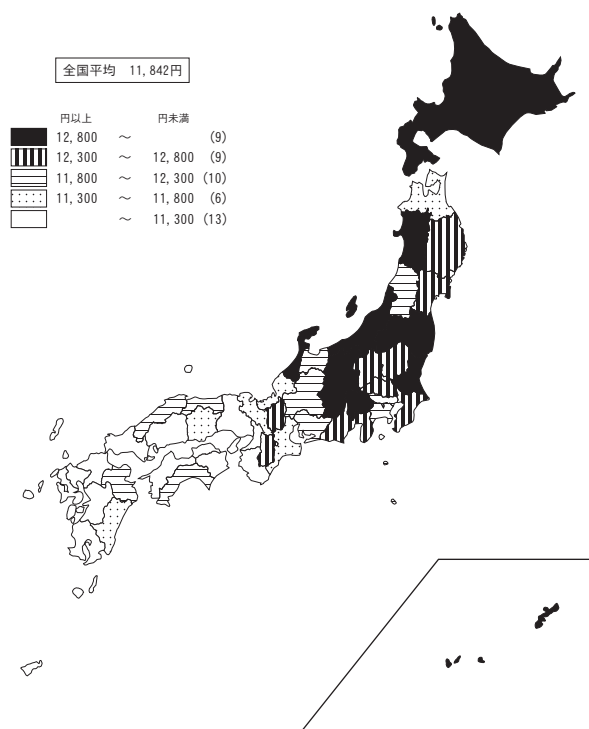 全国平均 11,842円
円以上 円未満
12,800 ～ (9)
12,300 ～ 12,800 (9)
11,800 ～ 12,300 (10)
11,300 ～ 11,800 (6)
～ 11,300 (13)